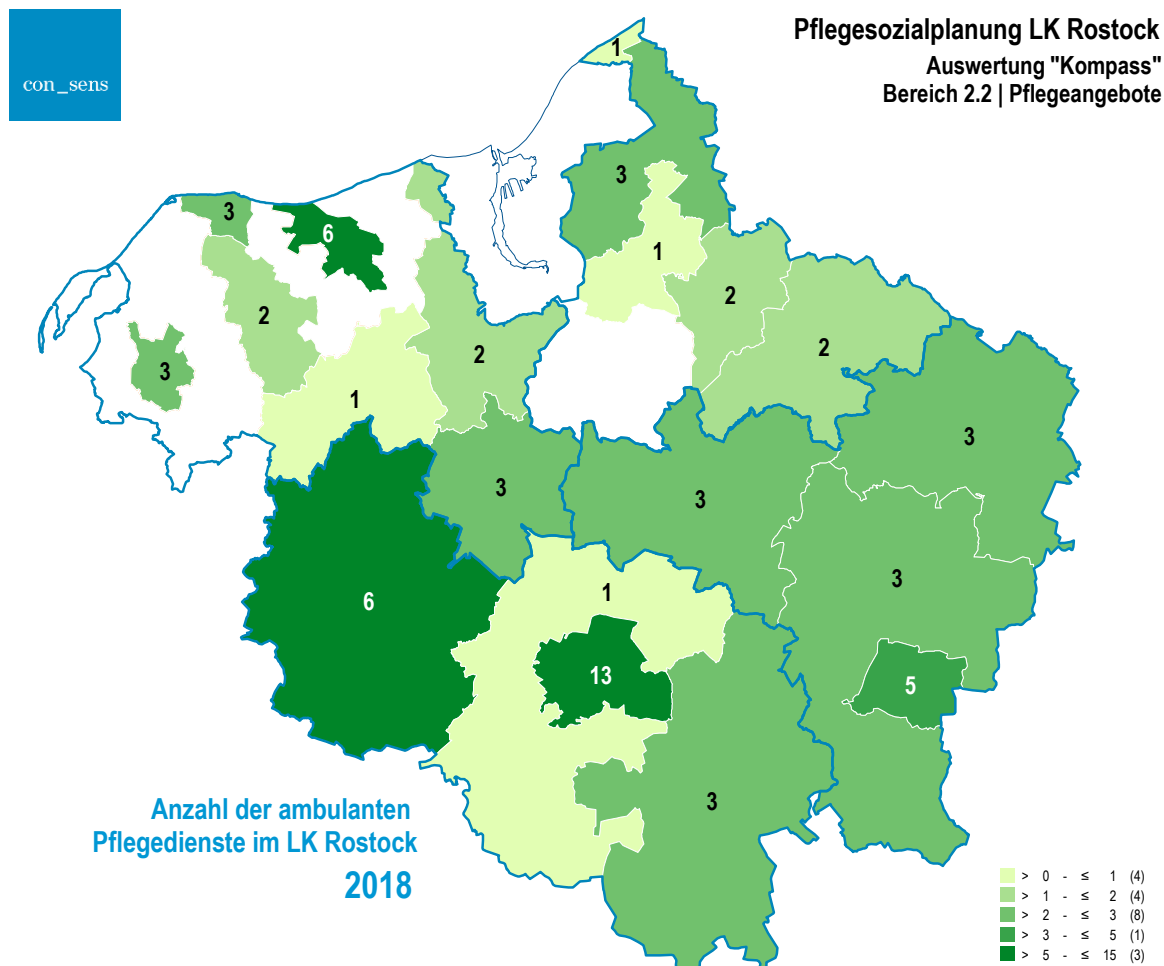 con_sens
Pflegesozialplanung LK Rostock
Auswertung "Kompass"
Bereich 2.2 | Pflegeangebote
1
3
3
6
1
2
2
2
2
3
1
3
3
3
3
6
1
13
5
3
Anzahl der ambulanten
Pflegedienste im LK Rostock
2018
> 0 - ≤ 1 (4)
> 1 - ≤ 2 (4)
> 2 - ≤ 3 (8)
> 3 - ≤ 5 (1)
> 5 - ≤ 15 (3)